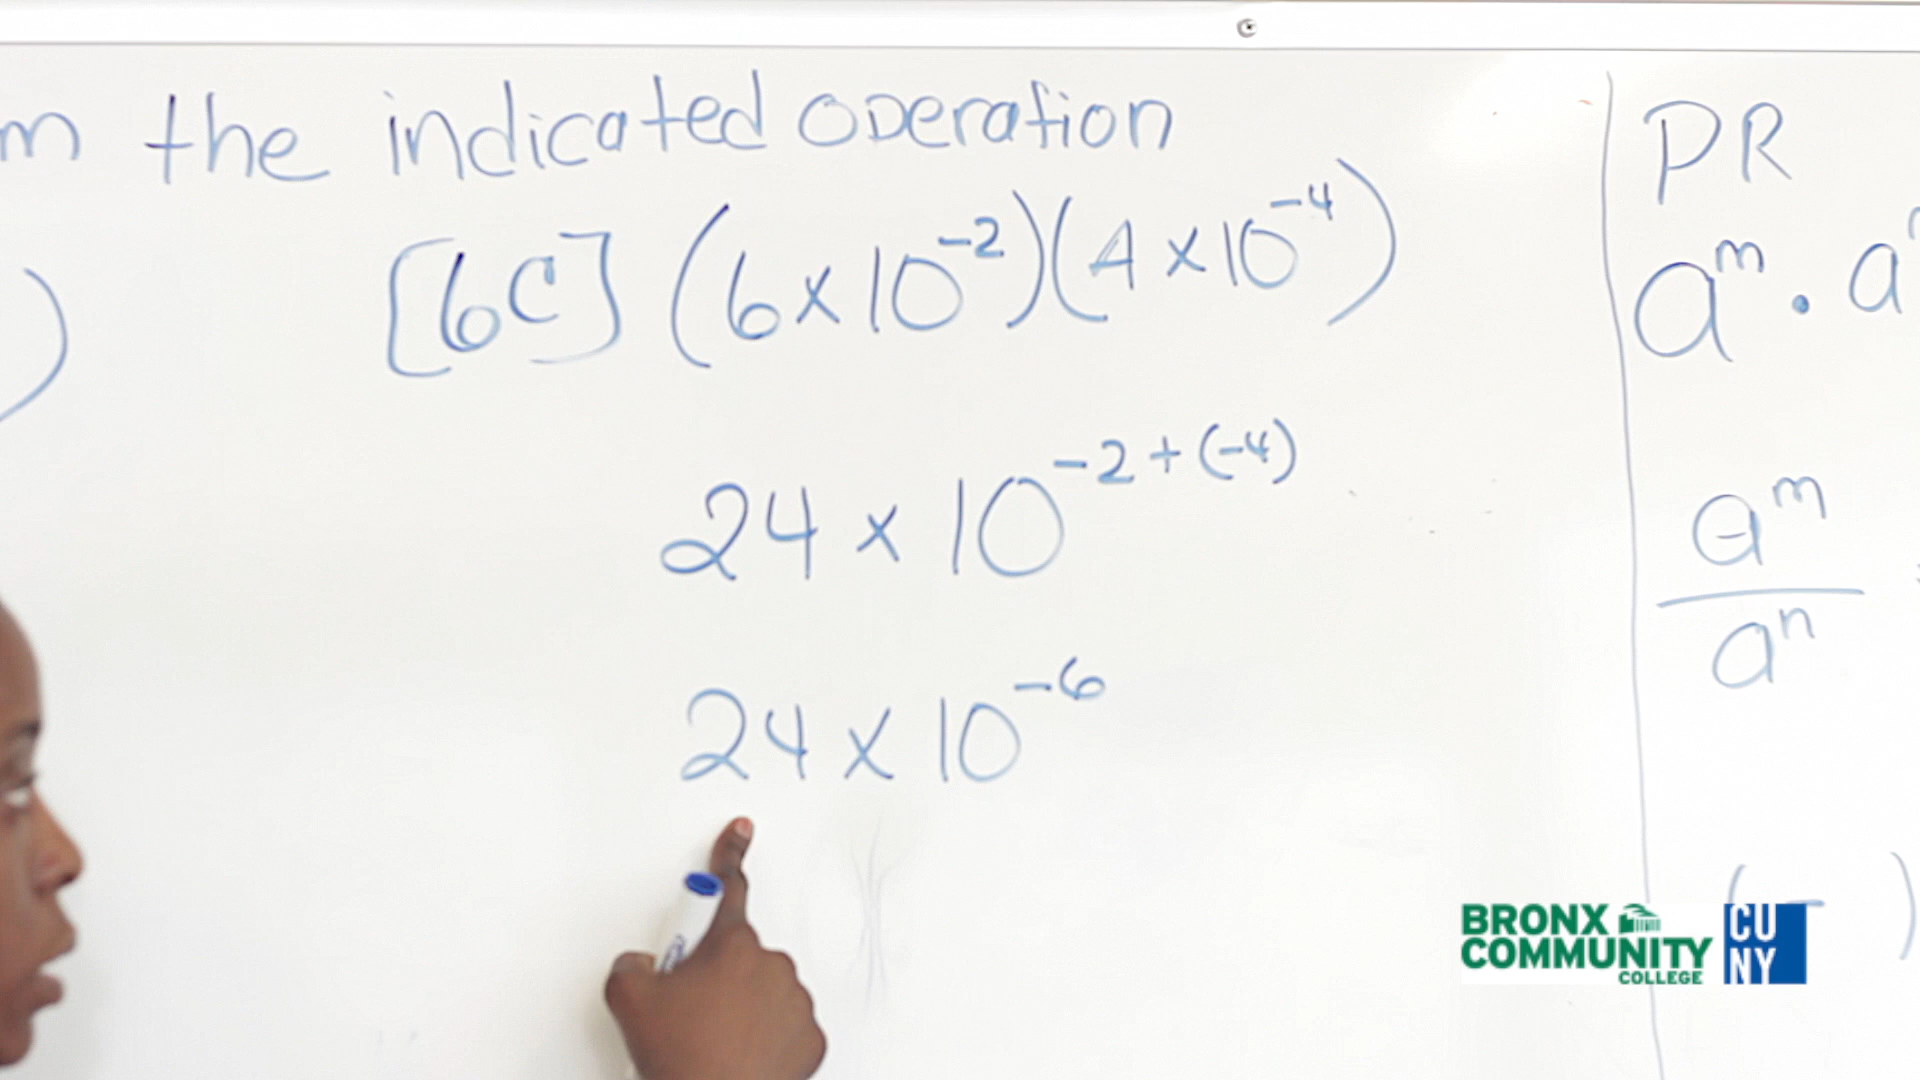 m the indicated operation
[6C] (6 x 10⁻²)(4 x 10⁻⁴)
24 x 10⁻²⁺⁽⁻⁴⁾
24 x 10⁻⁶
PR
aᵐ · a
aᵐ
aⁿ
BRONX
COMMUNITY
COLLEGE
CU
NY